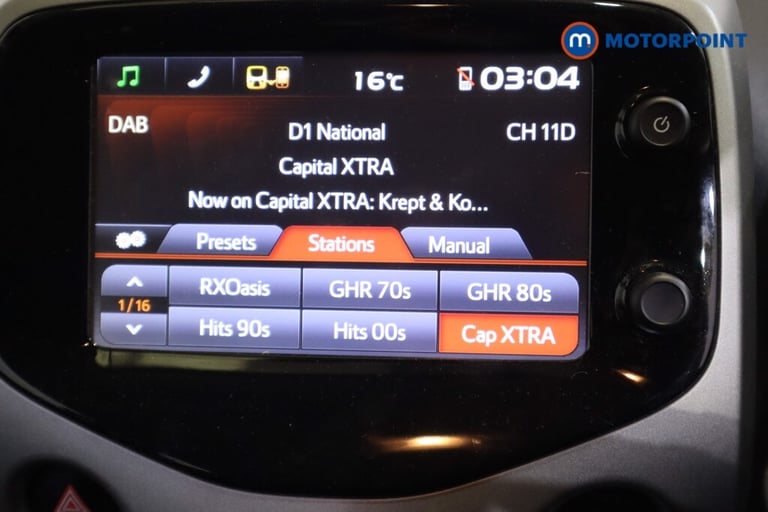 MOTORPOINT
16°C 03:04
DAB D1 National CH 11D
Capital XTRA
Now on Capital XTRA: Krept & Ko...
Presets Stations Manual
RXOasis GHR 70s GHR 80s
1/16
Hits 90s Hits 00s Cap XTRA